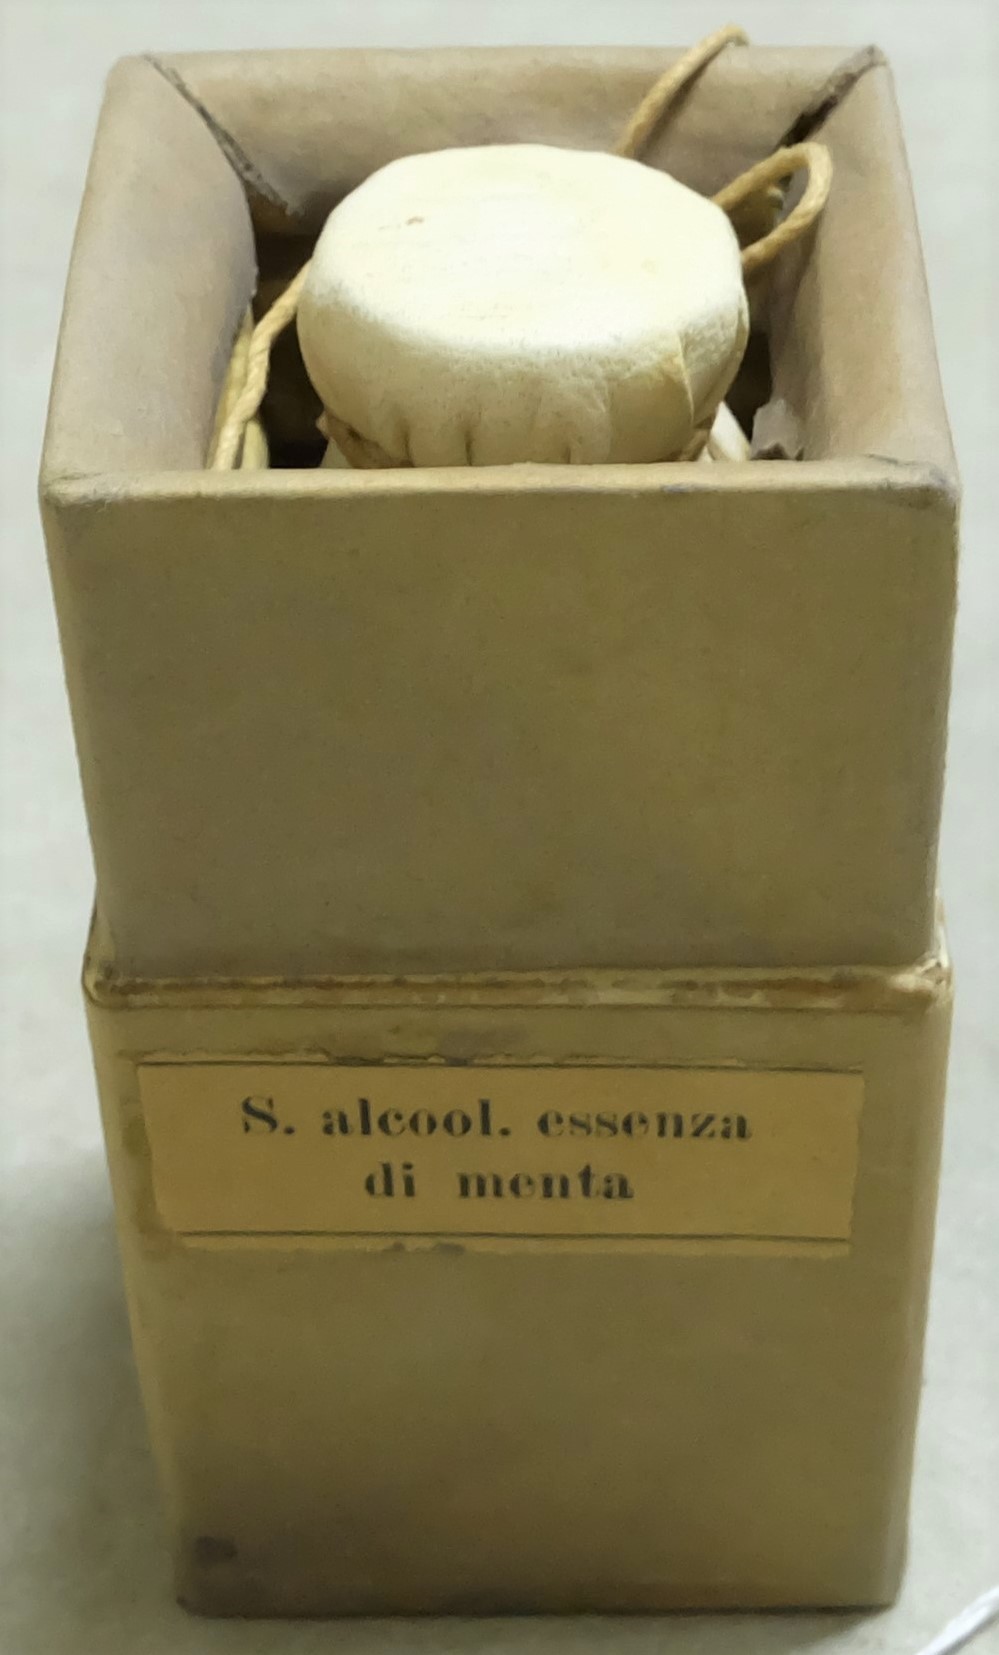 S. alcool. essenza
di menta